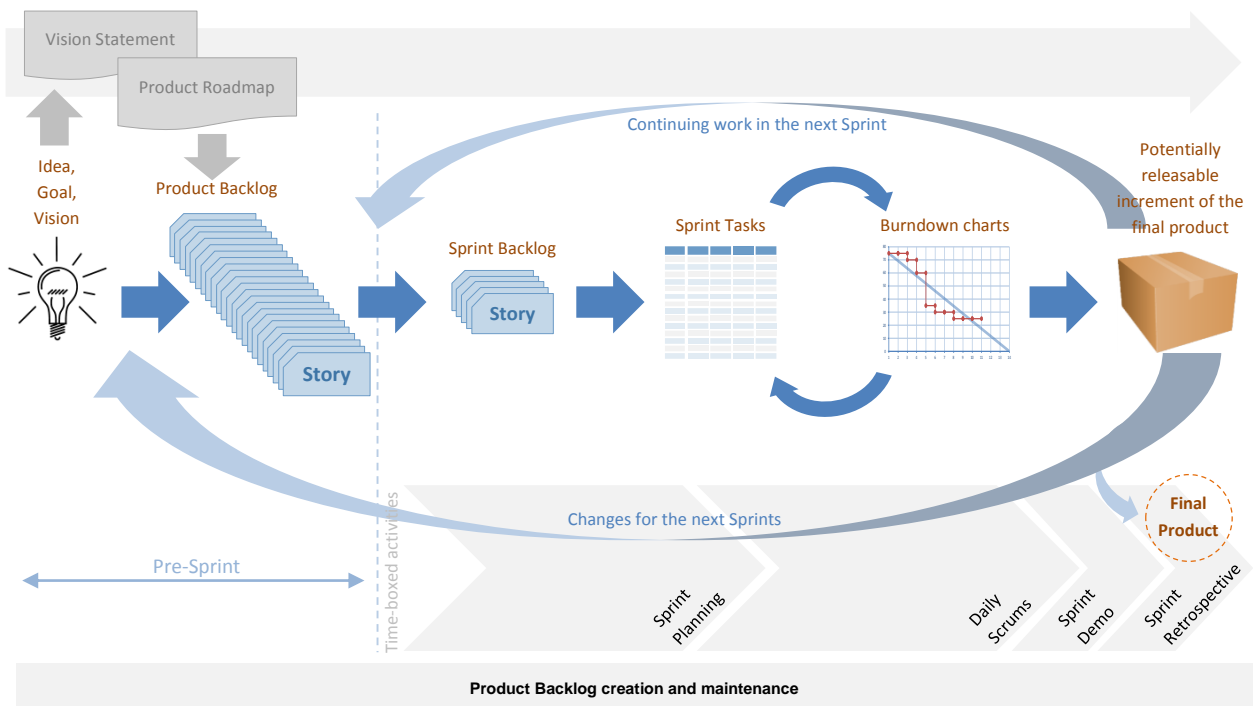 Vision Statement
Product Roadmap
Continuing work in the next Sprint
Idea,
Goal,
Vision
Product Backlog
Potentially
releasable
increment of the
final product
Sprint Tasks
Burndown charts
Sprint Backlog
Story
Story
Changes for the next Sprints
Final
Product
Pre-Sprint
Time-boxed activities
Sprint
Planning
Daily
Scrums
Sprint
Demo
Sprint
Retrospective
Product Backlog creation and maintenance